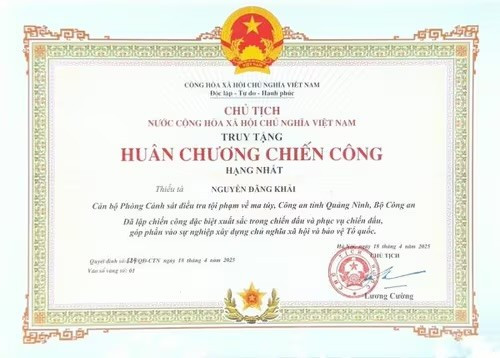 CỘNG HÒA XÃ HỘI CHỦ NGHĨA VIỆT NAM
Độc lập - Tự do - Hạnh phúc
CHỦ TỊCH
NƯỚC CỘNG HÒA XÃ HỘI CHỦ NGHĨA VIỆT NAM
TRUY TẶNG
HUÂN CHƯƠNG CHIẾN CÔNG
HẠNG NHẤT
Thiếu tá NGUYỄN ĐĂNG KHẢI
Cán bộ Phòng Cảnh sát điều tra tội phạm về ma túy, Công an tỉnh Quảng Ninh, Bộ Công an
Đã lập chiến công đặc biệt xuất sắc trong chiến đấu và phục vụ chiến đấu,
góp phần vào sự nghiệp xây dựng chủ nghĩa xã hội và bảo vệ Tổ quốc.
Hà Nội, ngày 18 tháng 4 năm 2025
Quyết định số: QĐ/CTN ngày 18 tháng 4 năm 2025
CHỦ TỊCH
Vào sổ vàng số: 01
Lương Cường